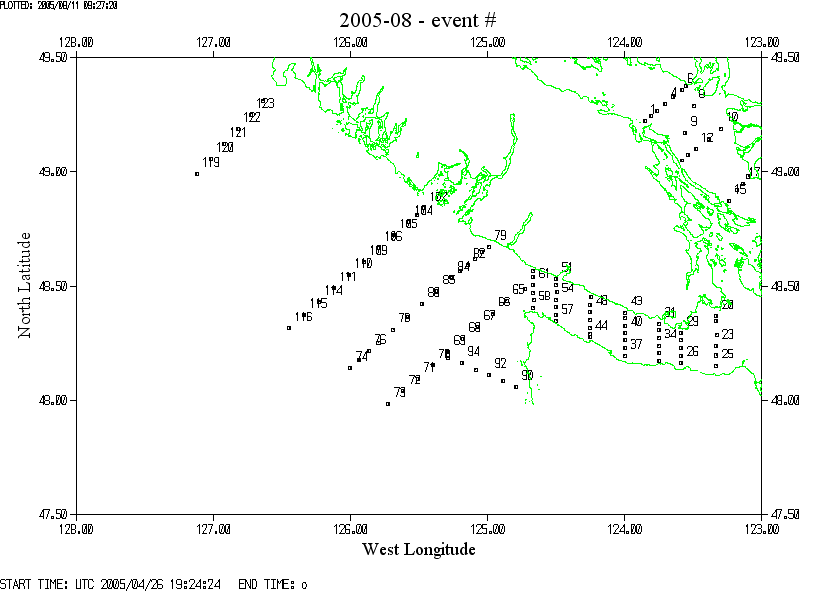 PLOTTED: 2005/08/11 09:27:20
2005-08 - event #
128.00 127.00 126.00 125.00 124.00 123.00
49.50 49.50
6
4 8
123 1
122 10
121 9
12
120
119
49.00 49.00
17
15
102
104
105
106 79
109 82
110 84 61 51
85
114 86 65 58 54 48 43
115 66 57 31 20
116 67 44 40 29
68 34 23
76 69 37
74 70 94 26 25
71 92
72 90
73
48.50 48.50
48.00 48.00
47.50 47.50
128.00 127.00 126.00 125.00 124.00 123.00
North Latitude
West Longitude
START TIME: UTC 2005/04/26 19:24:24 END TIME: o